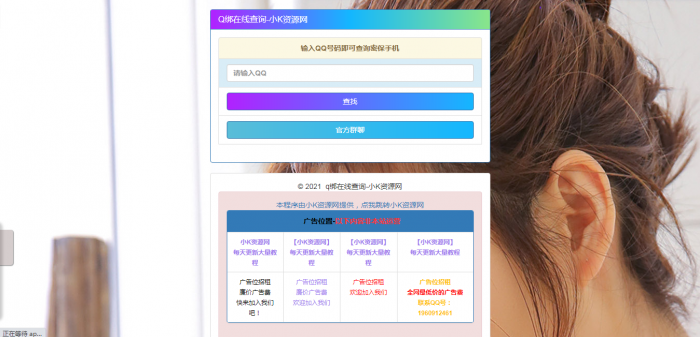 Q绑在线查询-小K资源网
输入QQ号码即可查询密保手机
请输入QQ
查找
官方群聊
© 2021 q绑在线查询-小K资源网
本程序由小K资源网提供,点我跳转小K资源网
广告位置-
小K资源网
每天更新大量教
程
【小K资源网】
每天更新大量教
程
【小K资源网】
每天更新大量教
程
【小K资源网】
每天更新大量教
程
广告位招租
廉价广告番
快来加入我们
吧!
广告位招租
廉价广告番
欢迎加入我们
广告位招租
欢迎加入我们
广告位招租
全网最低价的广告番
联系QQ号:
正在等待 ap...